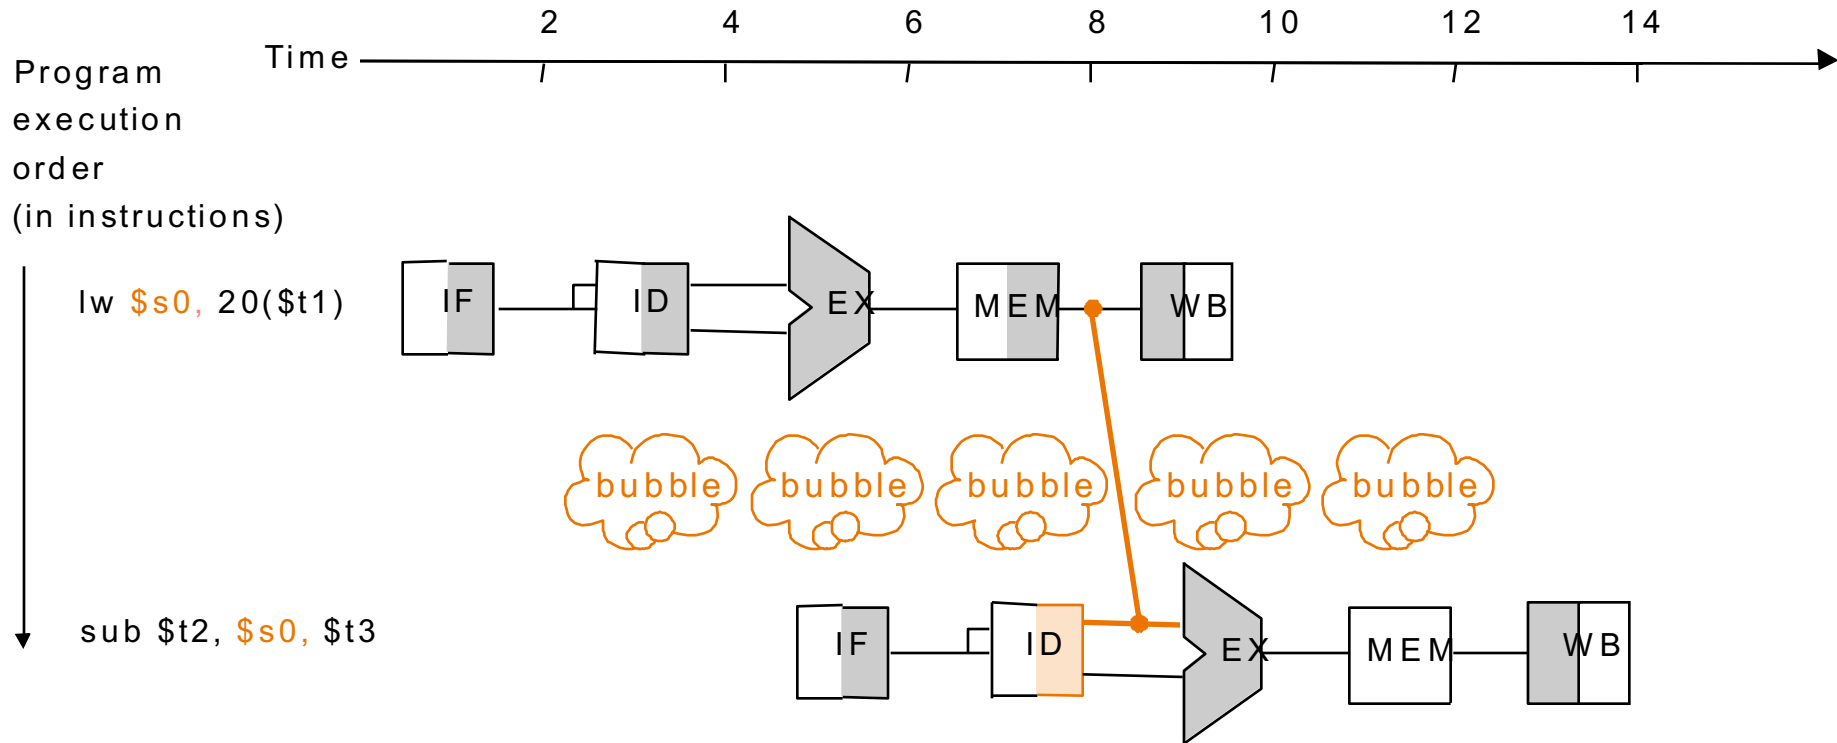 2 4 6 8 10 12 14
Time
Program
execution
order
(in instructions)
lw $s0, 20($t1)
IF ID EX MEM WB
bubble bubble bubble bubble bubble
sub $t2, $s0, $t3
IF ID EX MEM WB